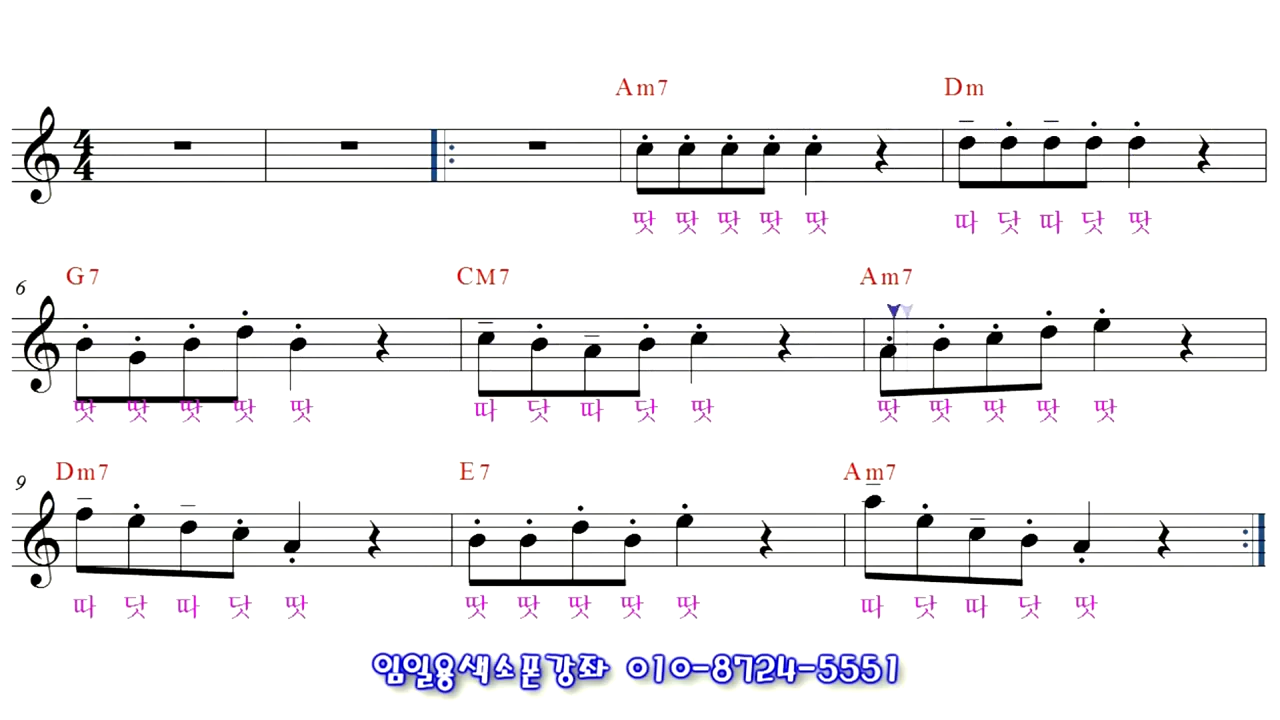 Am7 Dm
4 4
땃 땃 땃 땃 땃 따 닷 따 닷 땃
G7 CM7 Am7
6
땃 땃 땃 땃 땃 따 닷 따 닷 땃 땃 땃 땃 땃 땃
Dm7 E7 Am7
9
따 닷 따 닷 땃 땃 땃 땃 땃 땃 따 닷 따 닷 땃
임일용색소폰강좌 010-8724-5551